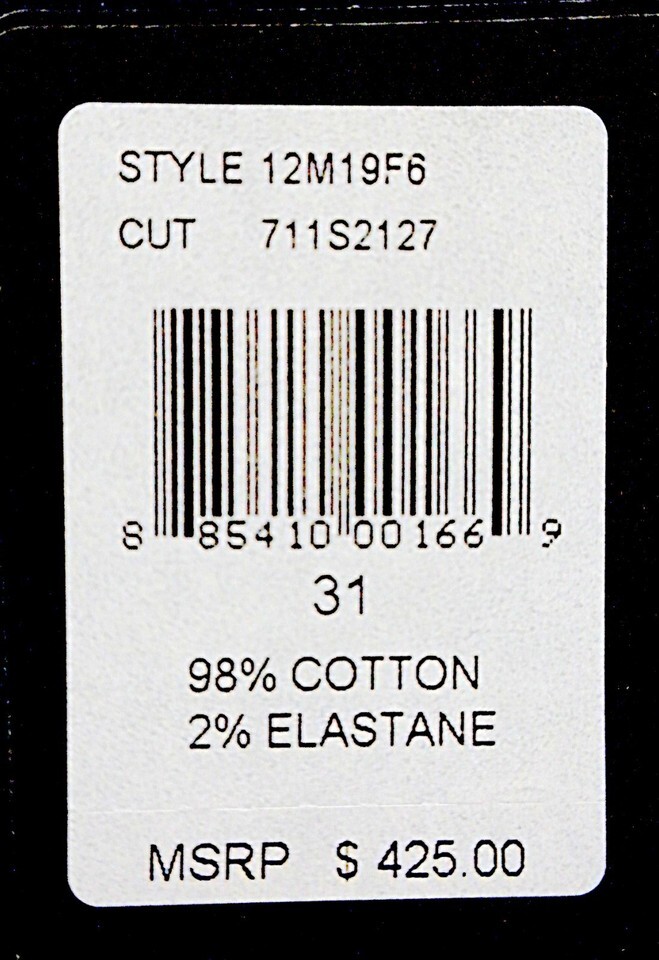 STYLE 12M19F6
CUT 711S2127
8 85410 00166 9
31
98% COTTON
2% ELASTANE
MSRP $ 425.00